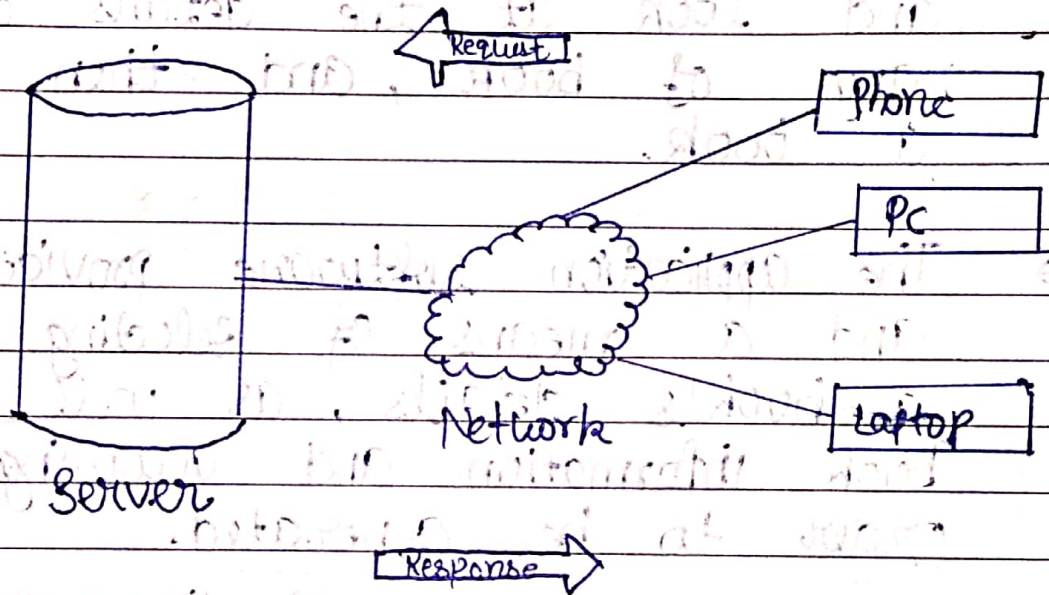 Request
Phone
PC
Network
Laptop
Server
Response